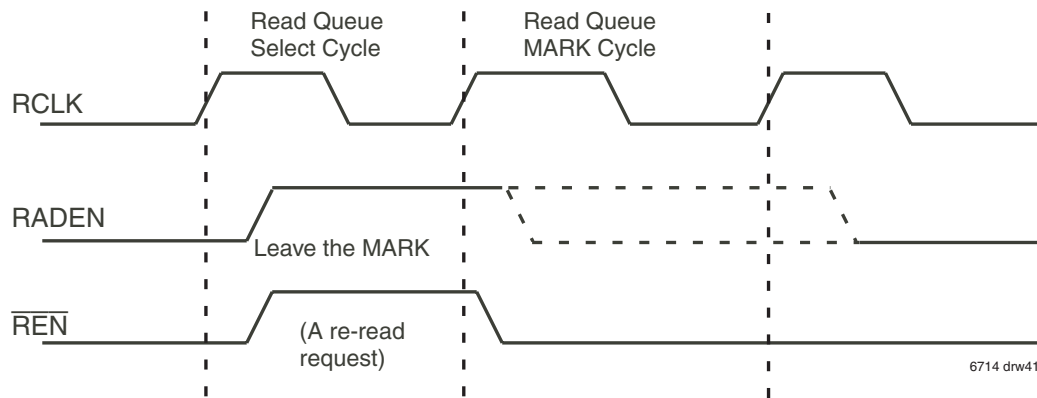 Read Queue
Select Cycle
Read Queue
MARK Cycle
RCLK
RADEN
Leave the MARK
REN
(A re-read
request)
6714 drw41